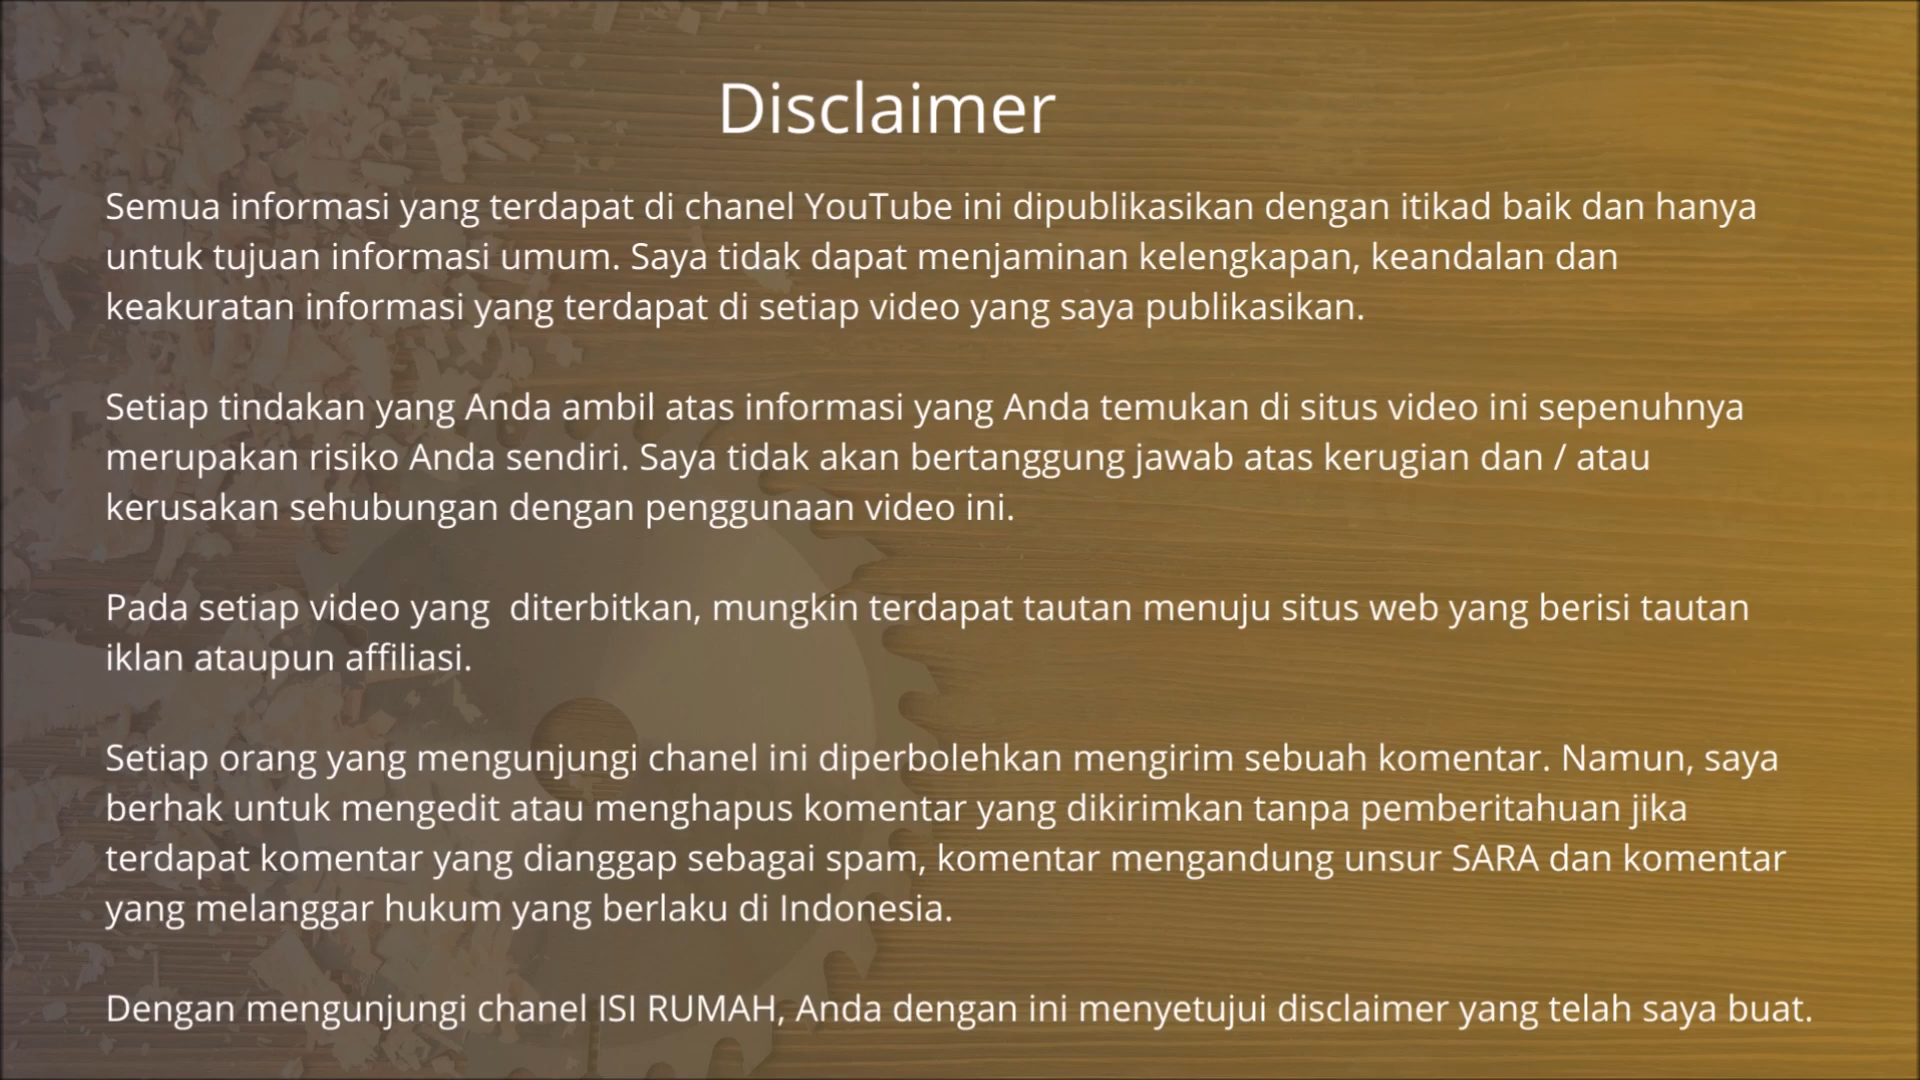 Disclaimer
Semua informasi yang terdapat di chanel YouTube ini dipublikasikan dengan itikad baik dan hanya
untuk tujuan informasi umum. Saya tidak dapat menjaminan kelengkapan, keandalan dan
keakuratan informasi yang terdapat di setiap video yang saya publikasikan.
Setiap tindakan yang Anda ambil atas informasi yang Anda temukan di situs video ini sepenuhnya
merupakan risiko Anda sendiri. Saya tidak akan bertanggung jawab atas kerugian dan / atau
kerusakan sehubungan dengan penggunaan video ini.
Pada setiap video yang  diterbitkan, mungkin terdapat tautan menuju situs web yang berisi tautan
iklan ataupun affiliasi.
Setiap orang yang mengunjungi chanel ini diperbolehkan mengirim sebuah komentar. Namun, saya
berhak untuk mengedit atau menghapus komentar yang dikirimkan tanpa pemberitahuan jika
terdapat komentar yang dianggap sebagai spam, komentar mengandung unsur SARA dan komentar
yang melanggar hukum yang berlaku di Indonesia.
Dengan mengunjungi chanel ISI RUMAH, Anda dengan ini menyetujui disclaimer yang telah saya buat.